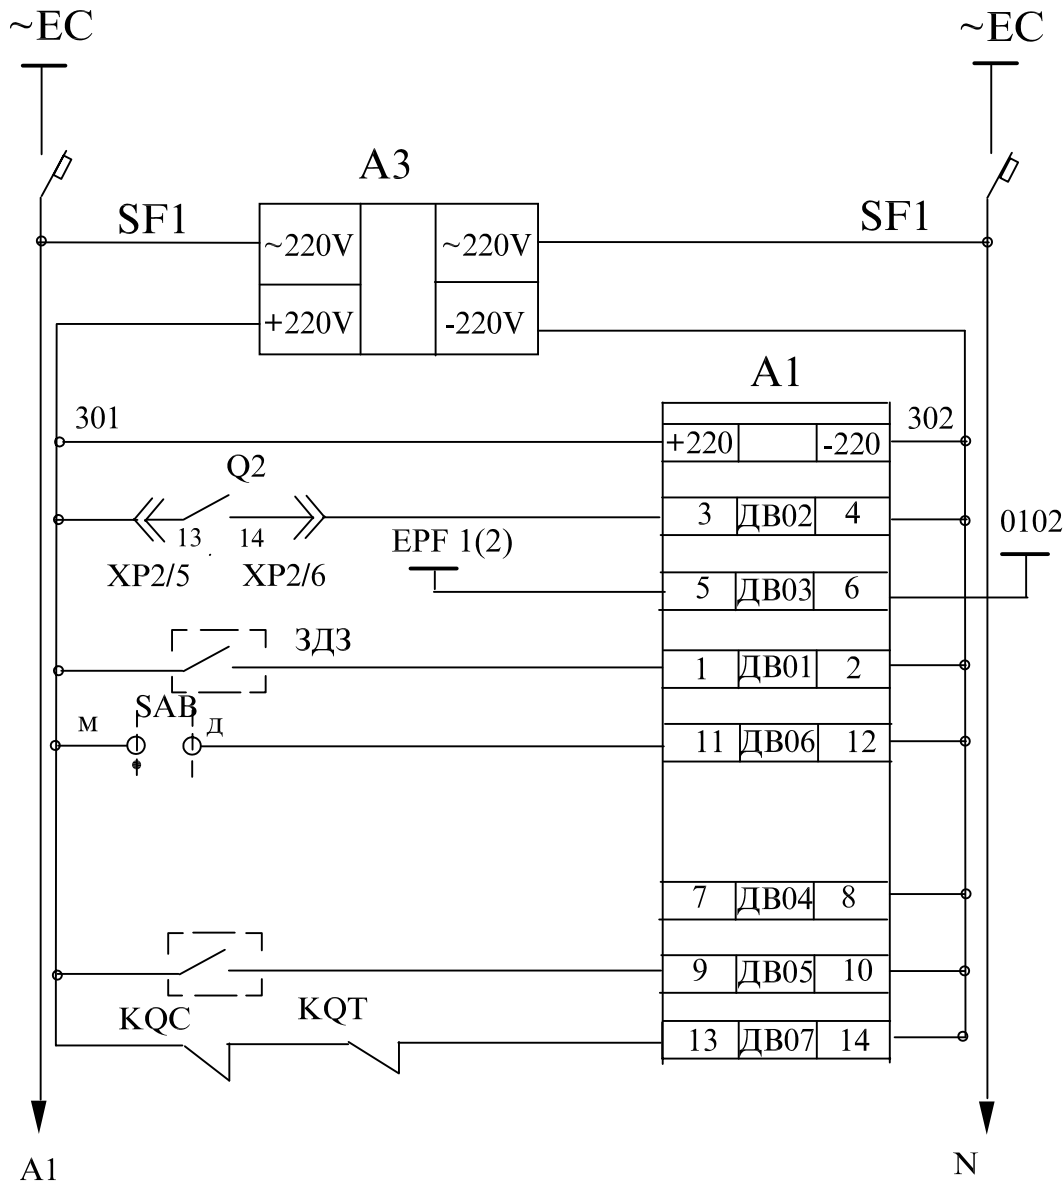 ~EC ~EC
A3
SF1 SF1
~220V ~220V
+220V -220V
A1
301 302
+220 -220
Q2
3 ДВ02 4
13 14
0102
EPF 1(2)
XP2/5 XP2/6
5 ДВ03 6
ЗДЗ
1 ДВ01 2
SAB
м д
11 ДВ06 12
7 ДВ04 8
9 ДВ05 10
KQC KQT
13 ДВ07 14
A1 N